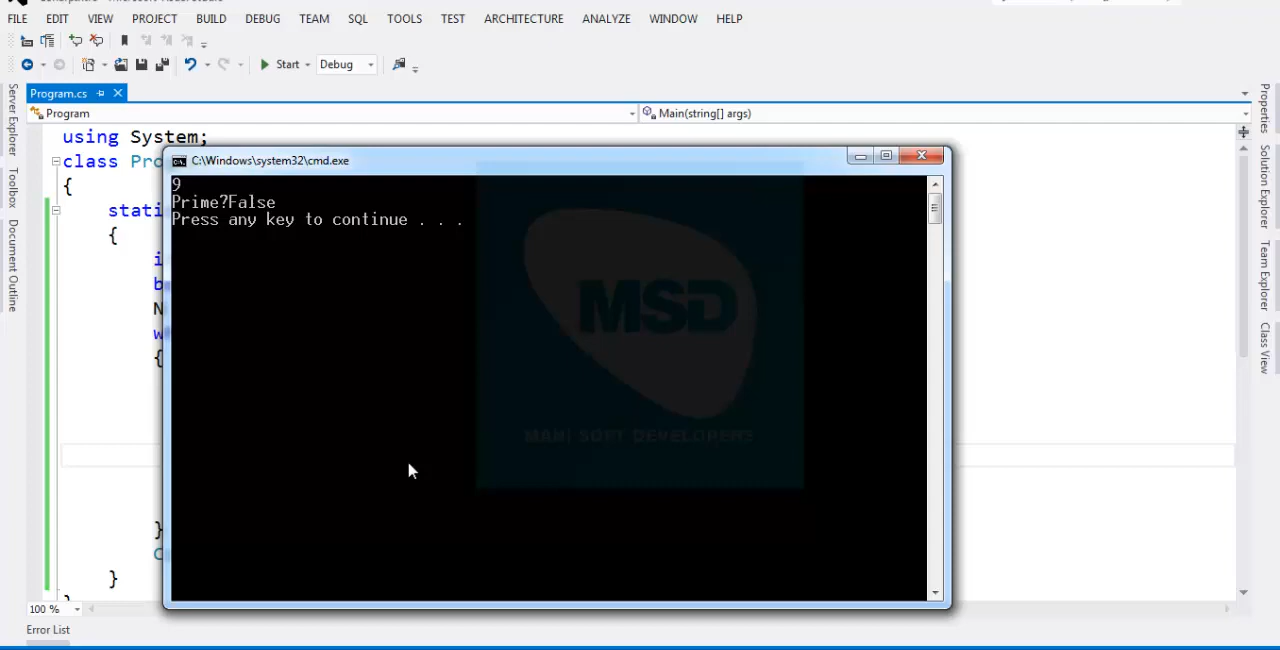 FILE EDIT VIEW PROJECT BUILD DEBUG TEAM SQL TOOLS TEST ARCHITECTURE ANALYZE WINDOW HELP
Start Debug
Program.cs
Program Main(string[] args)
using System;
class Pro
{
stati
{
i
b
N
w
{
}
C
}
C:\Windows\system32\cmd.exe
9
Prime?False
Press any key to continue . . .
MSD
MANI SOFT DEVELOPERS
100 %
Error List
Server Explorer
Toolbox
Document Outline
Properties
Solution Explorer
Team Explorer
Class View